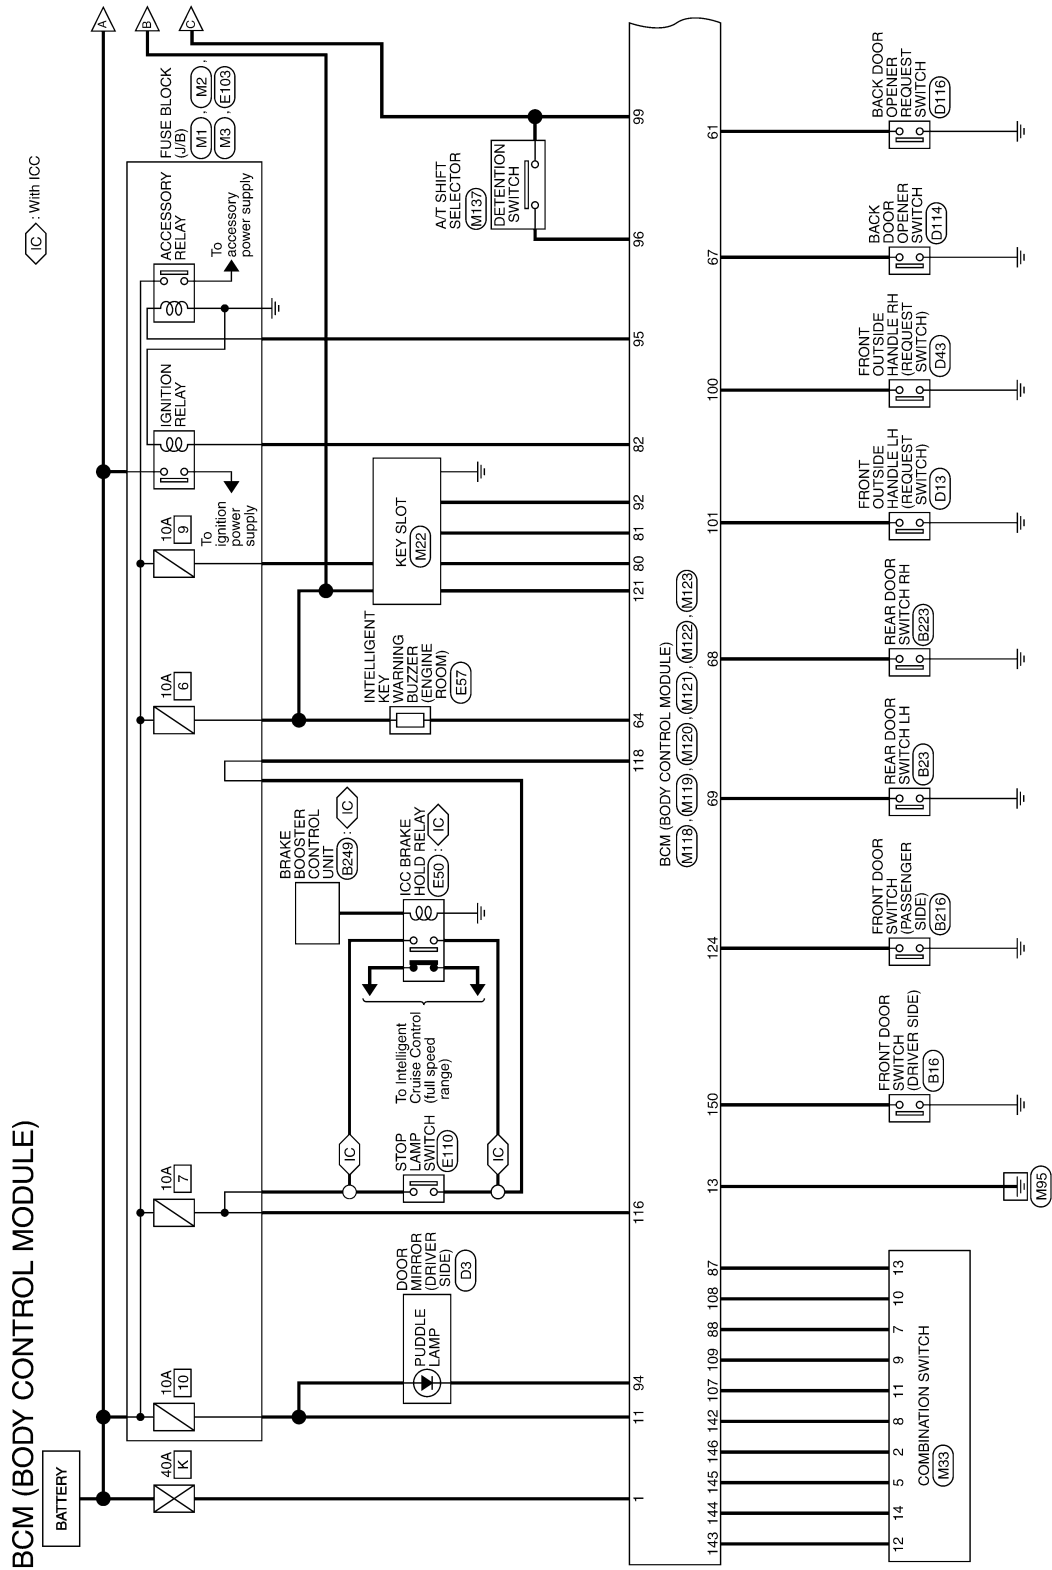 BCM (BODY CONTROL MODULE)
IC : With ICC
BATTERY
A
B
C
40A
K
10A
10
10A
7
10A
6
10A
9
IGNITION
RELAY
To
ignition
power
supply
ACCESSORY
RELAY
To
accessory
power supply
FUSE BLOCK
(J/B)
M1 , M2 ,
M3 , E103
DOOR
MIRROR
(DRIVER
SIDE)
D3
PUDDLE
LAMP
STOP
LAMP
SWITCH
E110
IC
IC
To Intelligent
Cruise Control
(full speed
range)
BRAKE
BOOSTER
CONTROL
UNIT
B249 : IC
ICC BRAKE
HOLD RELAY
E50 : IC
INTELLIGENT
KEY
WARNING
BUZZER
(ENGINE
ROOM)
E57
KEY SLOT
M22
A/T SHIFT
SELECTOR
M137
DETENTION
SWITCH
1
11
94
116
118
64
121
80
81
92
82
95
96
99
BCM (BODY CONTROL MODULE)
M118 , M119 , M120 , M121 , M122 , M123
143
144
145
146
142
107
109
88
108
87
13
150
124
69
68
101
100
67
61
12
14
5
2
8
11
9
7
10
13
COMBINATION SWITCH
M33
M95
FRONT DOOR
SWITCH
(DRIVER SIDE)
B16
FRONT DOOR
SWITCH
(PASSENGER
SIDE)
B216
REAR DOOR
SWITCH LH
B23
REAR DOOR
SWITCH RH
B223
FRONT
OUTSIDE
HANDLE LH
(REQUEST
SWITCH)
D13
FRONT
OUTSIDE
HANDLE RH
(REQUEST
SWITCH)
D43
BACK
DOOR
OPENER
SWITCH
D114
BACK DOOR
OPENER
REQUEST
SWITCH
D116